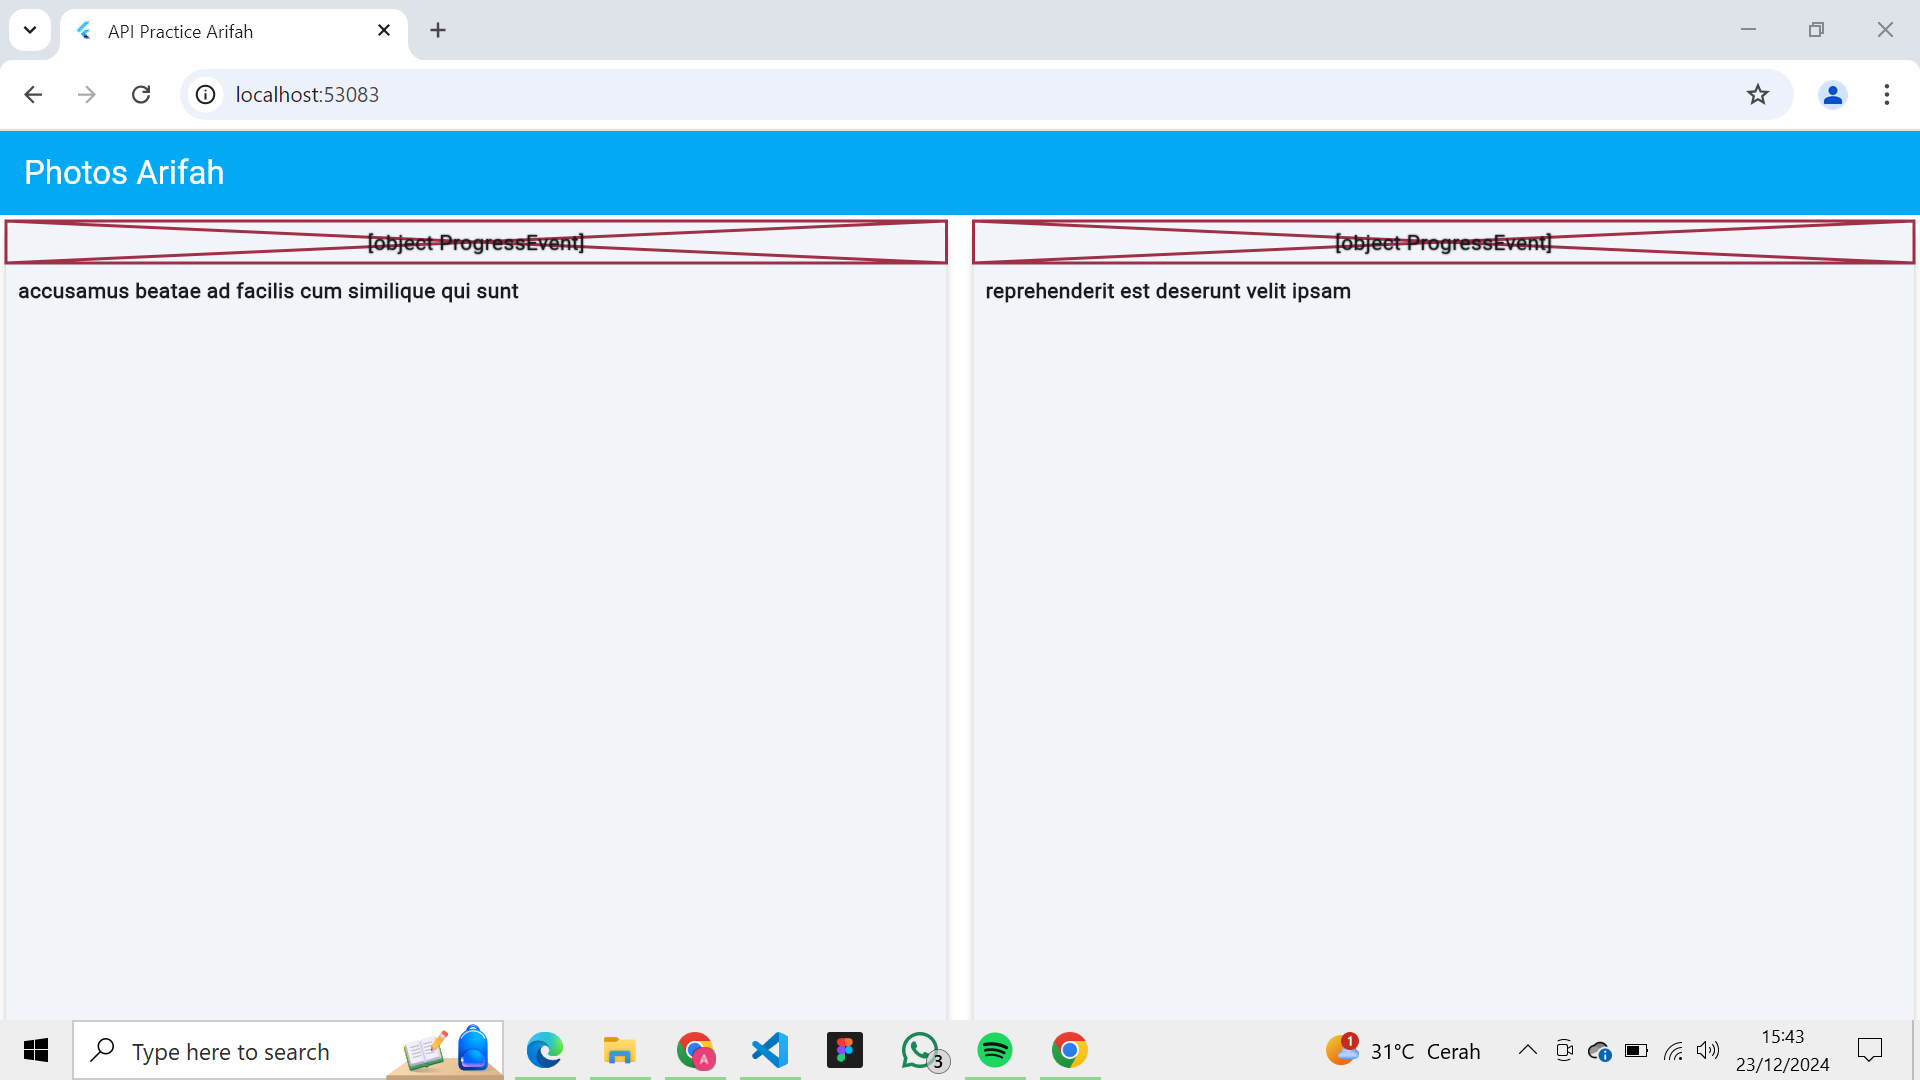 API Practice Arifah
localhost:53083
Photos Arifah
[object ProgressEvent]
[object ProgressEvent]
accusamus beatae ad facilis cum similique qui sunt
reprehenderit est deserunt velit ipsam
Type here to search
A
3
1
31°C Cerah
15:43
23/12/2024